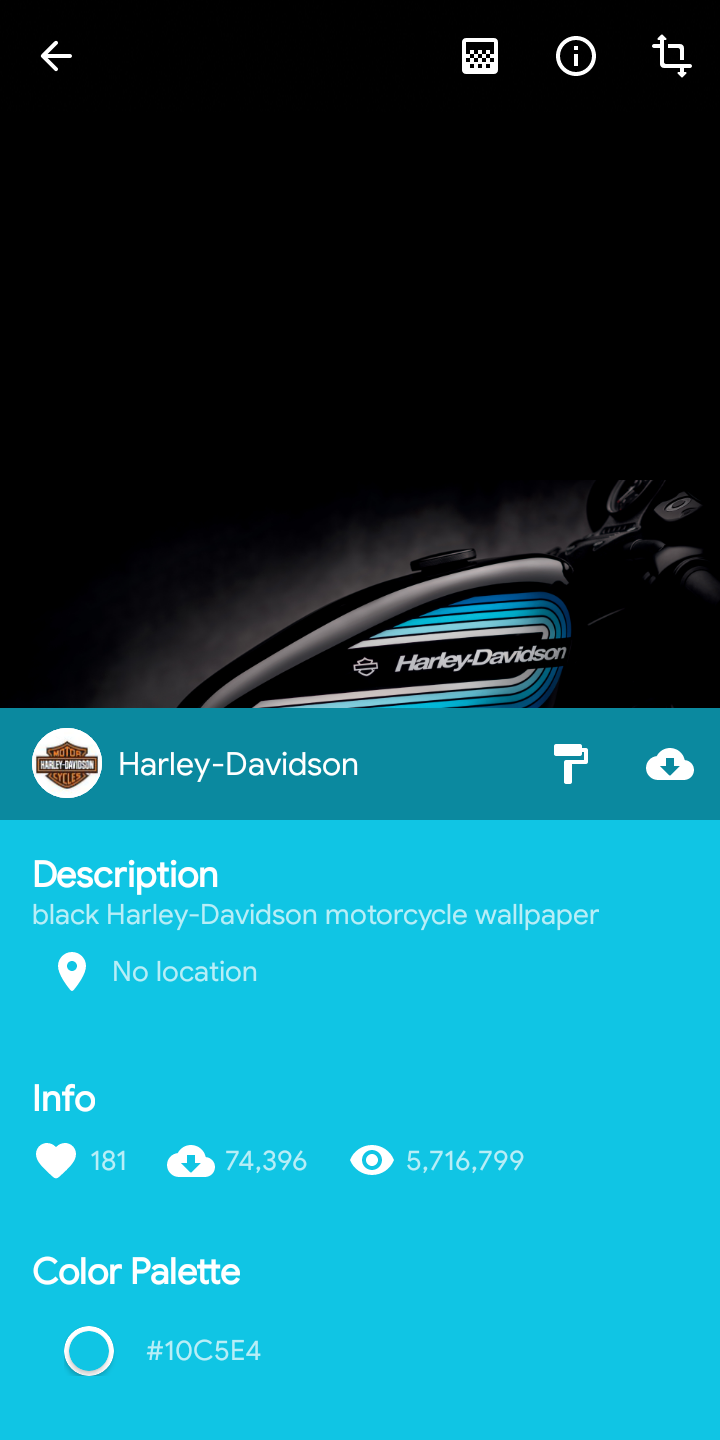 Harley-Davidson
MOTOR
HARLEY-DAVIDSON
CYCLES
Harley-Davidson
Description
black Harley-Davidson motorcycle wallpaper
No location
Info
181 74,396 5,716,799
Color Palette
#10C5E4